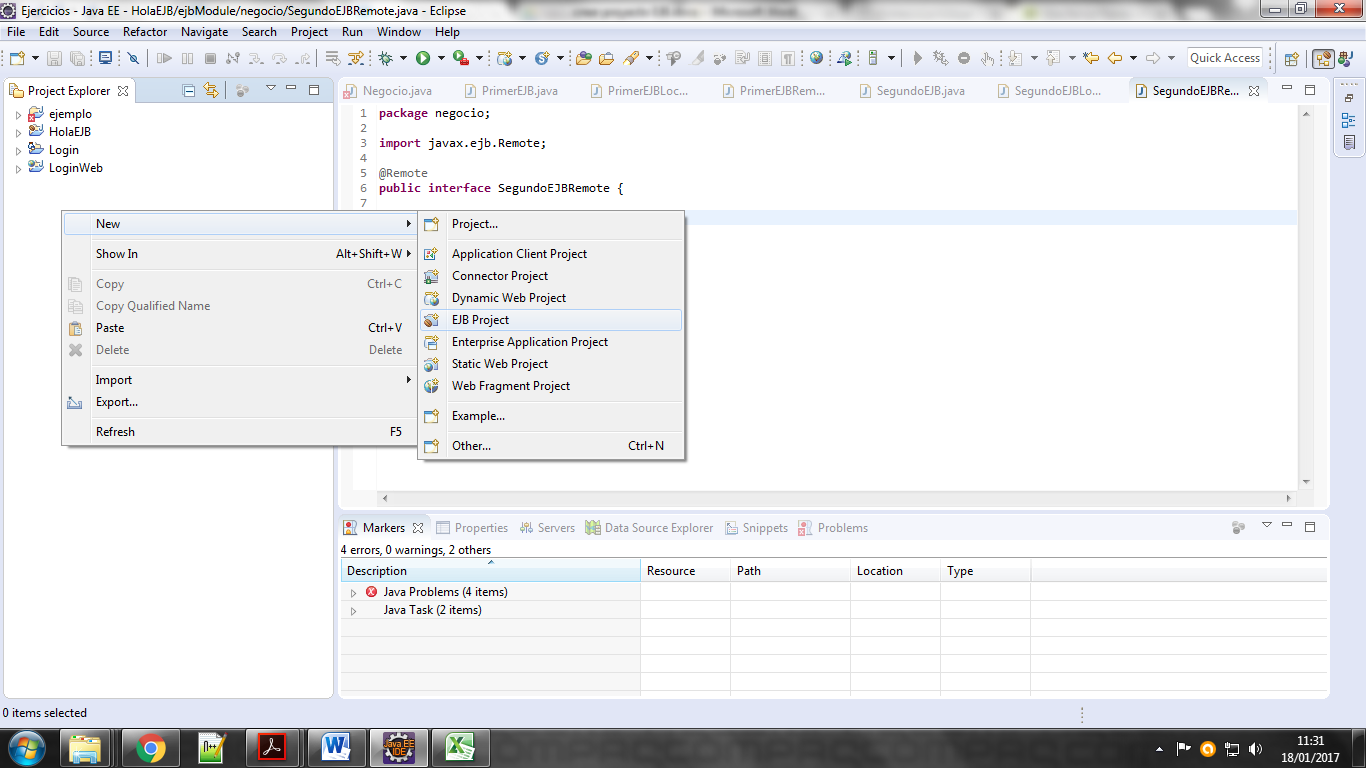 Ejercicios - Java EE - HolaEJB/ejbModule/negocio/SegundoEJBRemote.java - Eclipse
File Edit Source Refactor Navigate Search Project Run Window Help
Quick Access
Project Explorer
ejemplo
HolaEJB
Login
LoginWeb
Negocio.java PrimerEJB.java PrimerEJBLoc... PrimerEJBRem... SegundoEJB.java SegundoEJBLo... SegundoEJBRe...
1 package negocio;
2
3 import javax.ejb.Remote;
4
5 @Remote
6 public interface SegundoEJBRemote {
7
New
Show In Alt+Shift+W
Copy Ctrl+C
Copy Qualified Name
Paste Ctrl+V
Delete Delete
Import
Export...
Refresh F5
Project...
Application Client Project
Connector Project
Dynamic Web Project
EJB Project
Enterprise Application Project
Static Web Project
Web Fragment Project
Example...
Other... Ctrl+N
Markers Properties Servers Data Source Explorer Snippets Problems
4 errors, 0 warnings, 2 others
Description Resource Path Location Type
Java Problems (4 items)
Java Task (2 items)
0 items selected
Java EE
IDE
11:31
18/01/2017